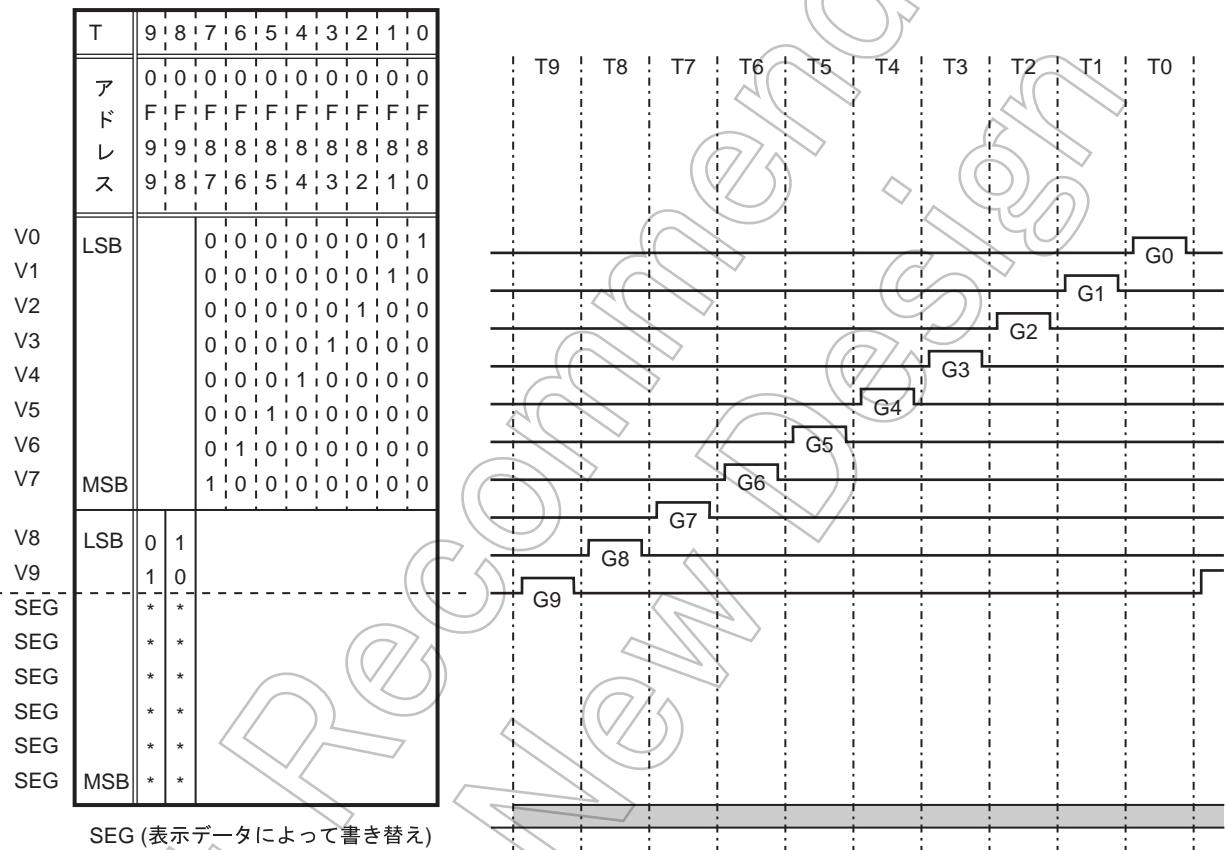 T 9 8 7 6 5 4 3 2 1 0
アドレス
0 0 0 0 0 0 0 0 0 0
F F F F F F F F F F
9 9 8 8 8 8 8 8 8 8
9 8 7 6 5 4 3 2 1 0
V0 LSB 0 0 0 0 0 0 0 1
V1 0 0 0 0 0 0 1 0
V2 0 0 0 0 0 1 0 0
V3 0 0 0 0 1 0 0 0
V4 0 0 0 1 0 0 0 0
V5 0 0 1 0 0 0 0 0
V6 0 1 0 0 0 0 0 0
V7 MSB 1 0 0 0 0 0 0 0
V8 LSB 0 1
V9 1 0
SEG * *
SEG * *
SEG * *
SEG * *
SEG * *
SEG MSB * *
SEG (表示データによって書き替え)
T9 T8 T7 T6 T5 T4 T3 T2 T1 T0
G0
G1
G2
G3
G4
G5
G6
G7
G8
G9
Recommend
New Design